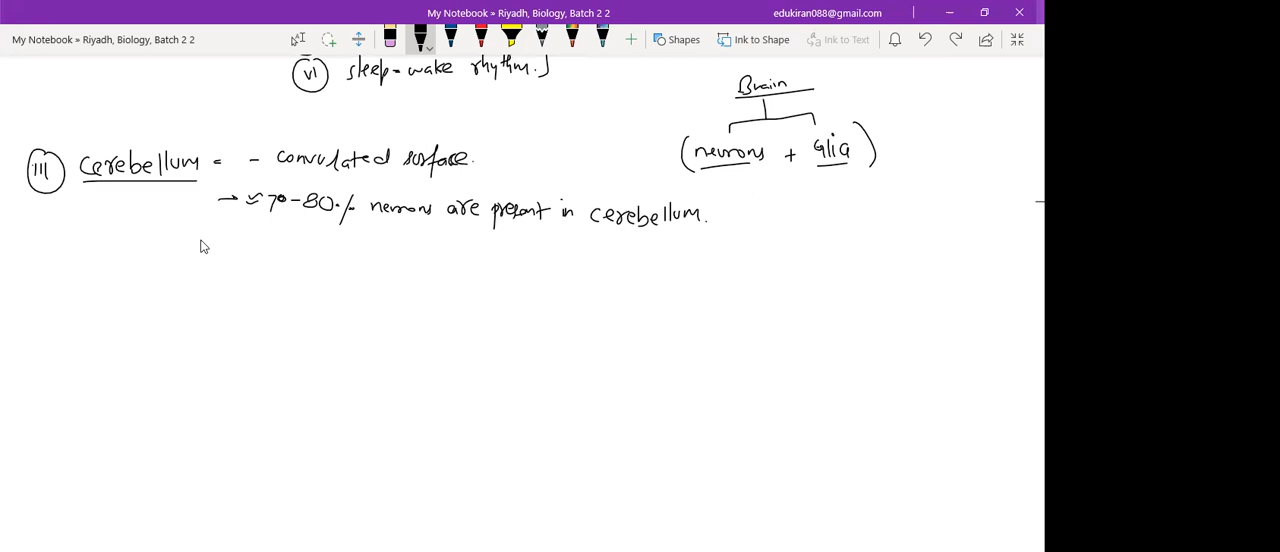 My Notebook » Riyadh, Biology, Batch 2 2
edukiran088@gmail.com
My Notebook » Riyadh, Biology, Batch 2 2
Shapes
Ink to Shape
Ink to Text
vi sleep-wake rhythm.
Brain
(neurons + Glia)
III Cerebellum = - convulated surface.
→ ≈ 70-80% neurons are present in cerebellum.